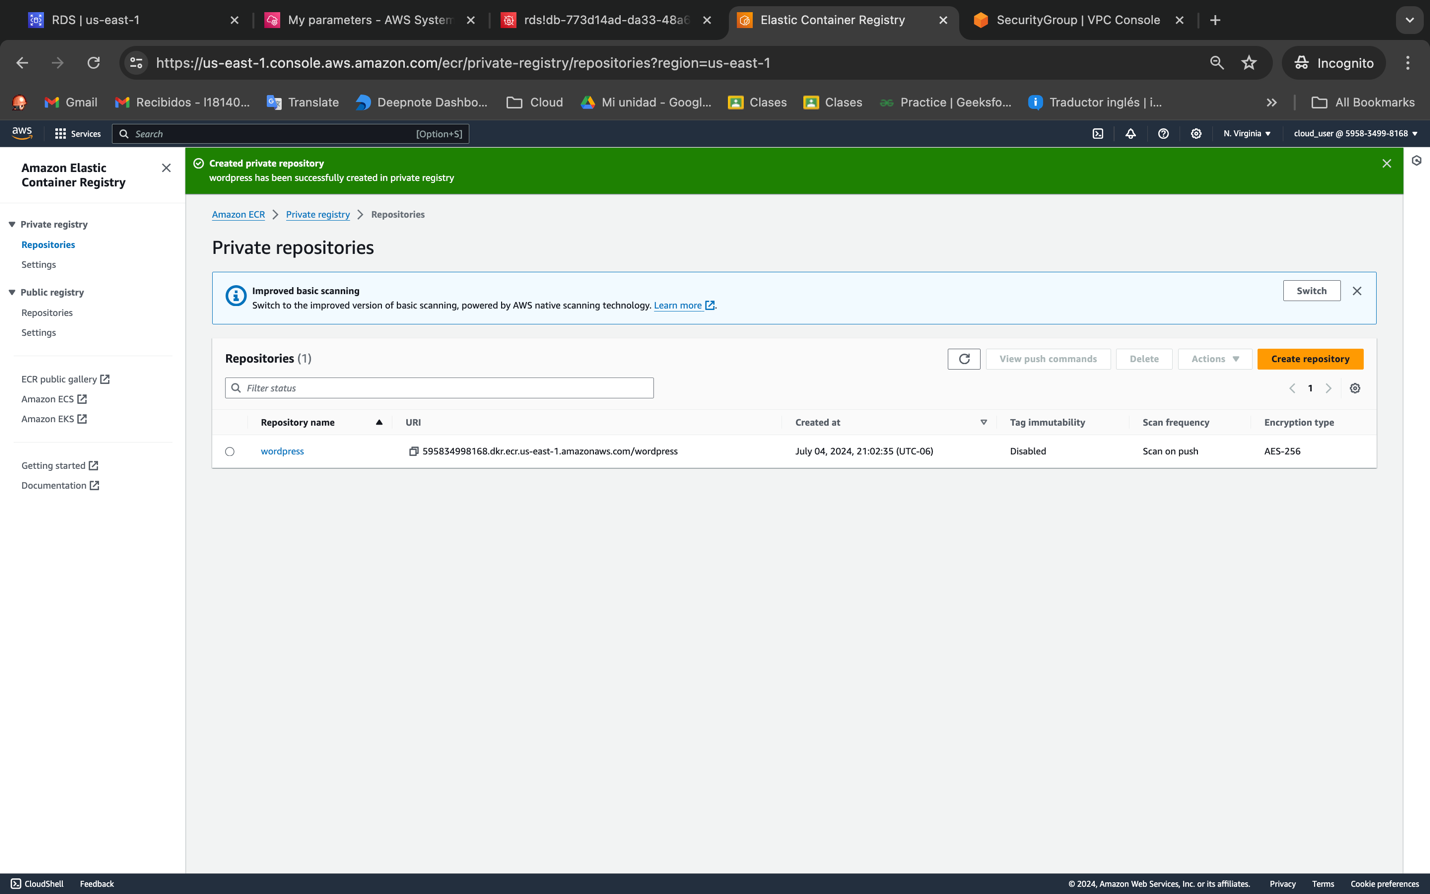 RDS | us-east-1
My parameters - AWS System
rds!db-773d14ad-da33-48a6
Elastic Container Registry
SecurityGroup | VPC Console
https://us-east-1.console.aws.amazon.com/ecr/private-registry/repositories?region=us-east-1
Incognito
Gmail
Recibidos - l18140...
Translate
Deepnote Dashbo...
Cloud
Mi unidad - Googl...
Clases
Clases
Practice | Geeksfo...
Traductor inglés | i...
All Bookmarks
aws
Services
Search
[Option+S]
N. Virginia
cloud_user @ 5958-3499-8168
Amazon Elastic
Container Registry
Private registry
Repositories
Settings
Public registry
Repositories
Settings
ECR public gallery
Amazon ECS
Amazon EKS
Getting started
Documentation
Created private repository
wordpress has been successfully created in private registry
Amazon ECR
Private registry
Repositories
Private repositories
Improved basic scanning
Switch to the improved version of basic scanning, powered by AWS native scanning technology. Learn more.
Switch
Repositories (1)
View push commands
Delete
Actions
Create repository
Filter status
1
Repository name
URI
Created at
Tag immutability
Scan frequency
Encryption type
wordpress
595834998168.dkr.ecr.us-east-1.amazonaws.com/wordpress
July 04, 2024, 21:02:35 (UTC-06)
Disabled
Scan on push
AES-256
CloudShell
Feedback
© 2024, Amazon Web Services, Inc. or its affiliates.
Privacy
Terms
Cookie preferences